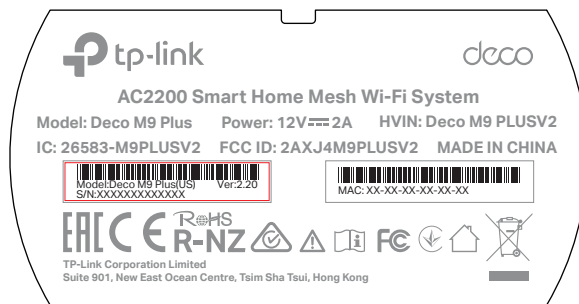 tp-link deco
AC2200 Smart Home Mesh Wi-Fi System
Model: Deco M9 Plus Power: 12V⎓2A HVIN: Deco M9 PLUSV2
IC: 26583-M9PLUSV2 FCC ID: 2AXJ4M9PLUSV2 MADE IN CHINA
Model:Deco M9 Plus(US) Ver:2.20
S/N:XXXXXXXXXXXXXX
MAC: XX-XX-XX-XX-XX-XX
EAC CE RoHS
R-NZ FC
TP-Link Corporation Limited
Suite 901, New East Ocean Centre, Tsim Sha Tsui, Hong Kong